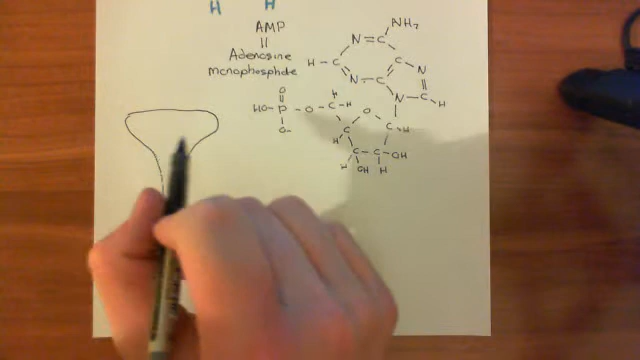 H H
AMP
=
Adenosine
monophosphate
NH₂
N=C
H-C C
N
N-C N
C-H
O
HO-P-O-C-H
H
O
O-
C C-H
H
C-C-OH
H OH H